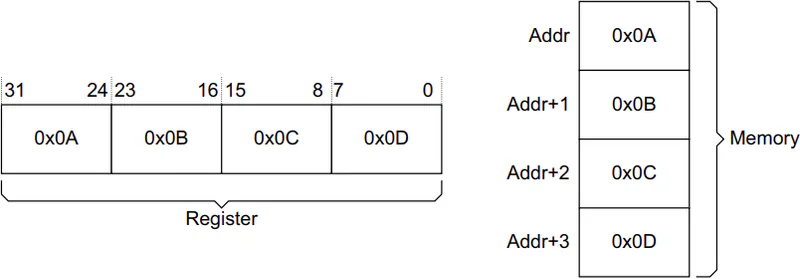 31 24 23 16 15 8 7 0
0x0A 0x0B 0x0C 0x0D
Register
Addr 0x0A
Addr+1 0x0B
Addr+2 0x0C
Addr+3 0x0D
Memory